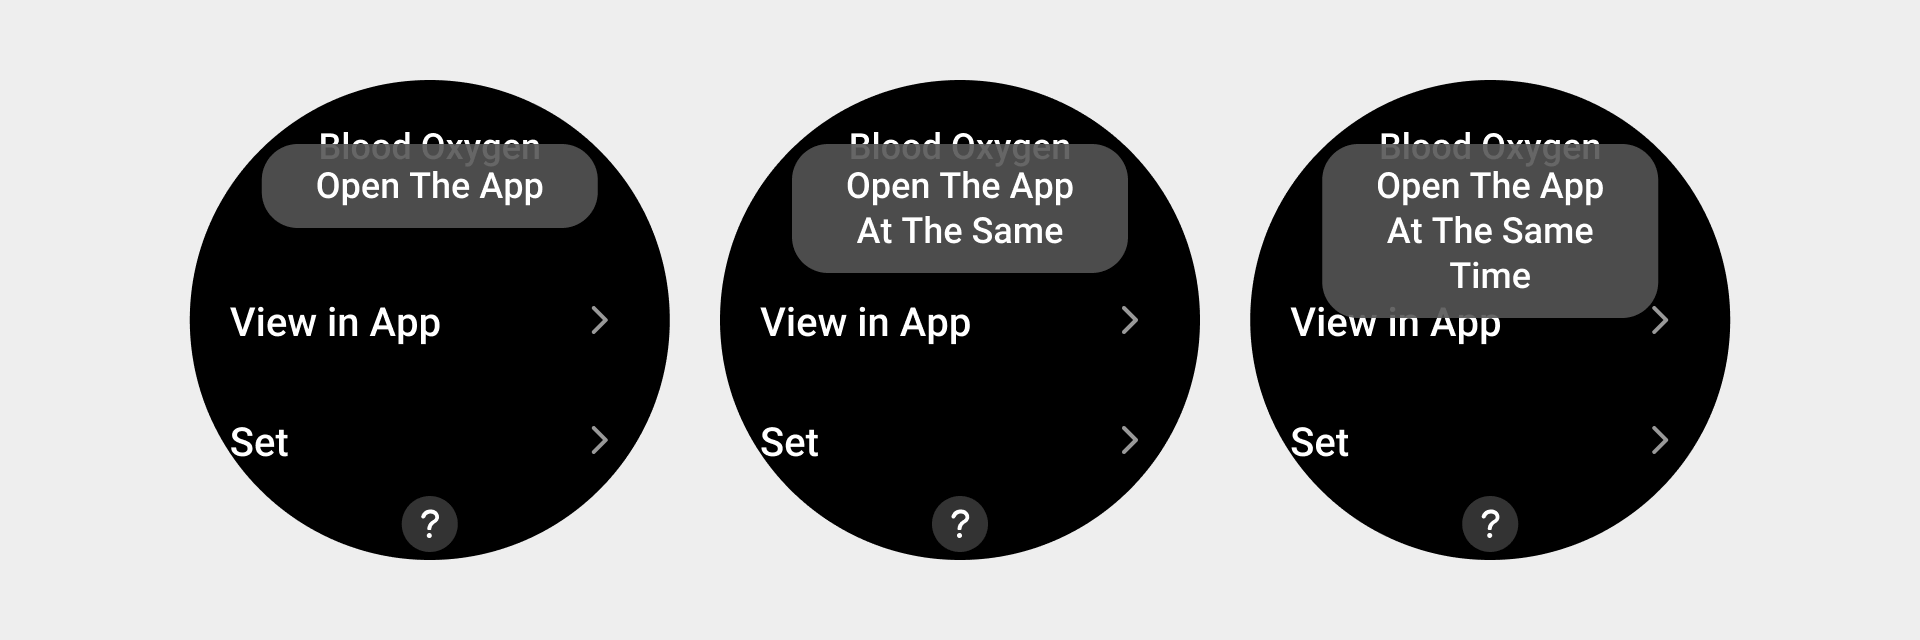 Blood Oxygen
Open The App
View in App
Set
?
Blood Oxygen
Open The App
At The Same
View in App
Set
?
Blood Oxygen
Open The App
At The Same
Time
View in App
Set
?